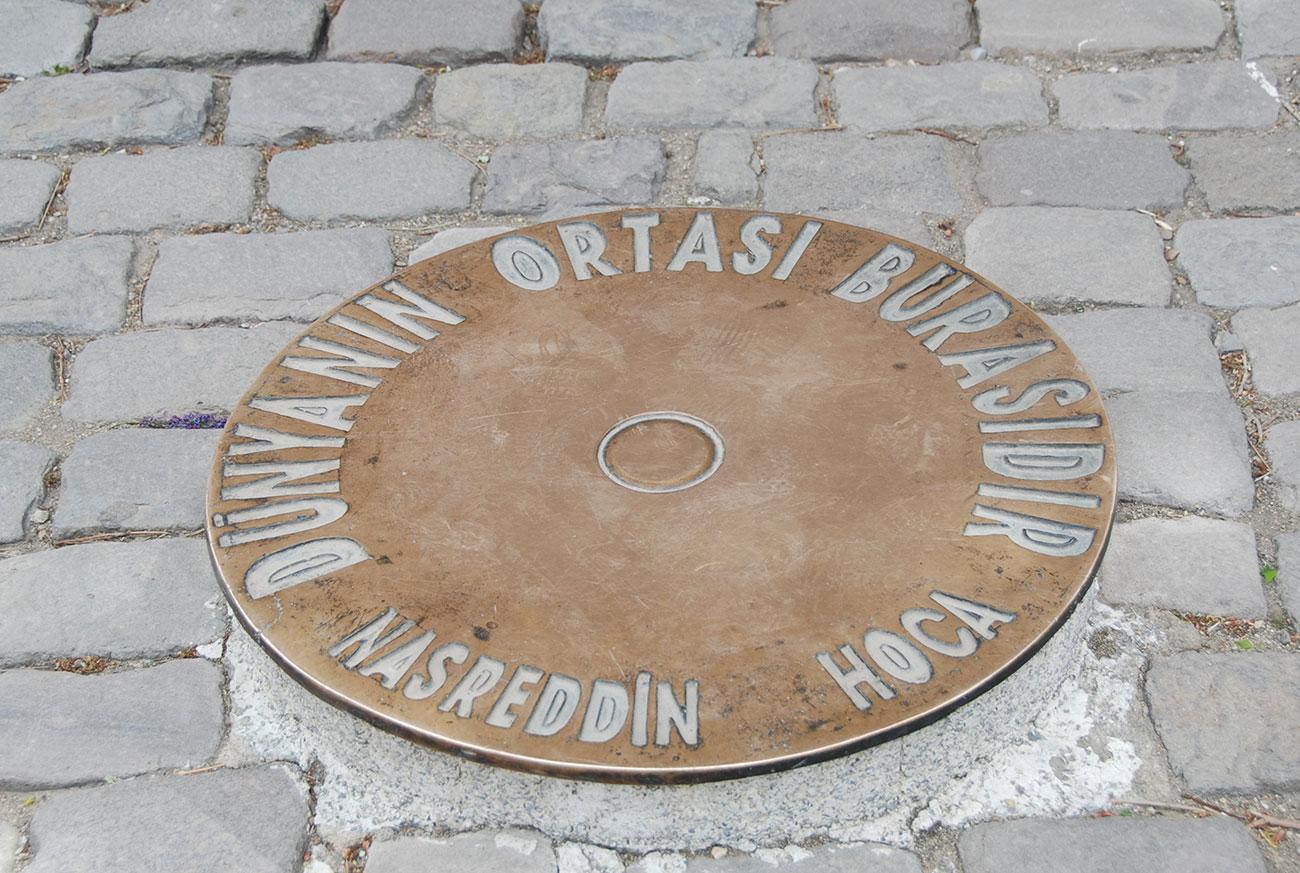 DÜNYANIN ORTASI BURASIDIR
NASREDDİN HOCA